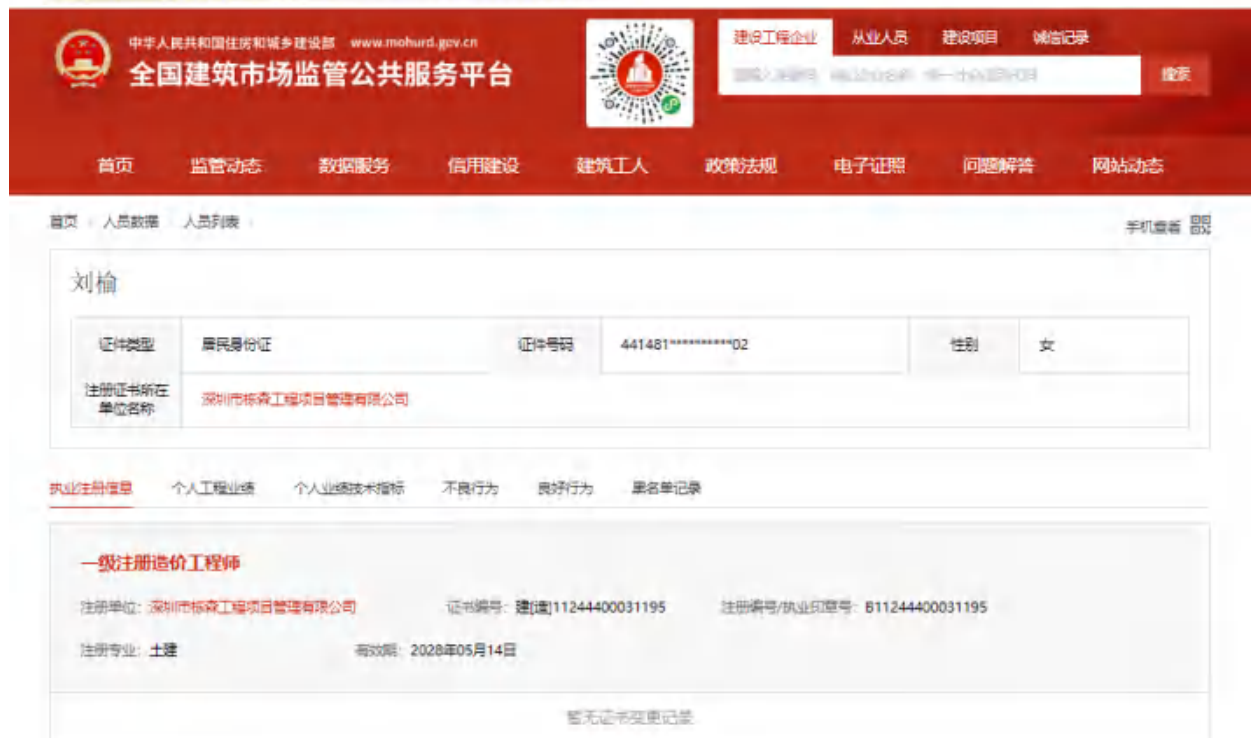 中华人民共和国住房和城乡建设部 www.mohurd.gov.cn
全国建筑市场监管公共服务平台
建设工程企业 从业人员 建设项目 诚信记录
搜索
首页 监管动态 数据服务 信用建设 建筑工人 政策法规 电子证照 问题解答 网站动态
首页 人员数据 人员列表
手机查看
刘榆
证件类型 居民身份证 证件号码 441481**********02 性别 女
注册证书所在
单位名称 深圳市栋森工程项目管理有限公司
执业注册信息 个人工程业绩 个人业绩技术指标 不良行为 良好行为 黑名单记录
一级注册造价工程师
注册单位: 深圳市栋森工程项目管理有限公司 证书编号: 建[造]11244400031195 注册编号/执业印章号: B11244400031195
注册专业: 土建 有效期: 2028年05月14日
暂无证书变更记录